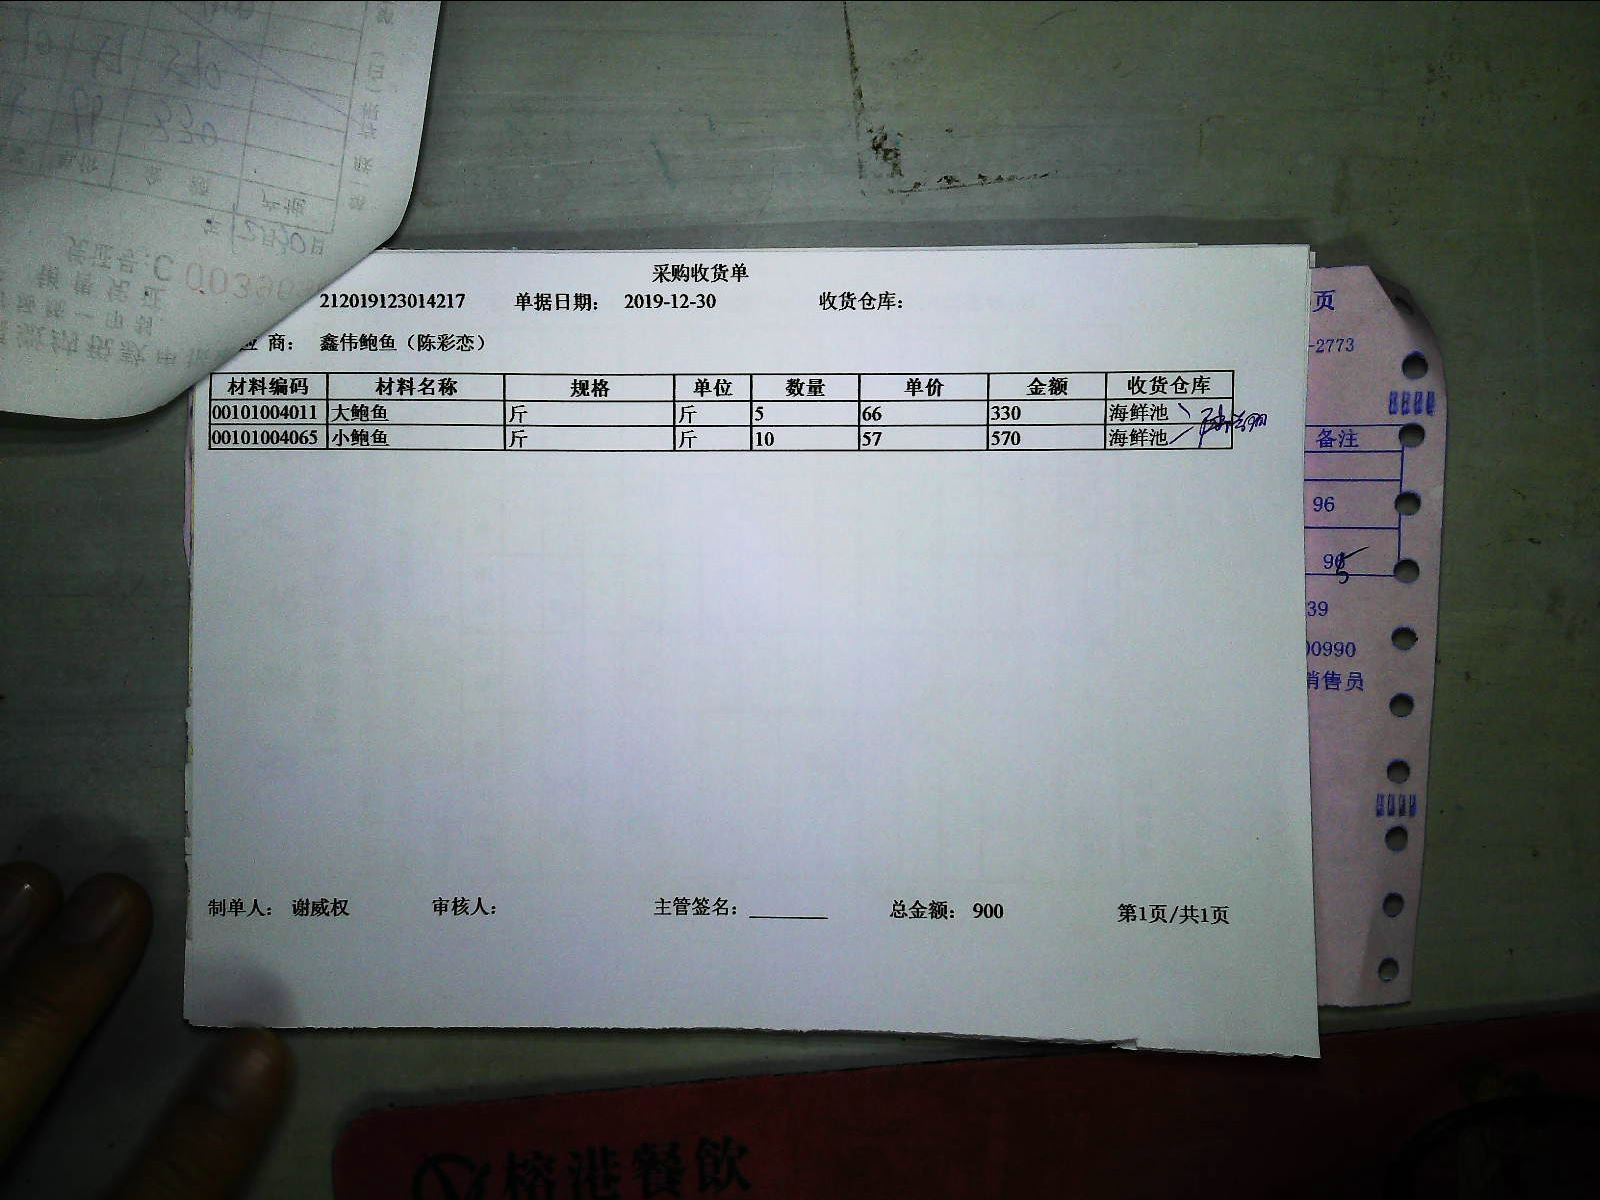 采购收货单
212019123014217 单据日期： 2019-12-30 收货仓库：
应 商： 鑫伟鲍鱼（陈彩恋）
材料编码 材料名称 规格 单位 数量 单价 金额 收货仓库
00101004011 大鲍鱼 斤 斤 5 66 330 海鲜池
00101004065 小鲍鱼 斤 斤 10 57 570 海鲜池
制单人： 谢威权 审核人： 主管签名： 总金额： 900 第1页/共1页
页
-2773
备注
96
39
00990
销售员
榕港餐飲